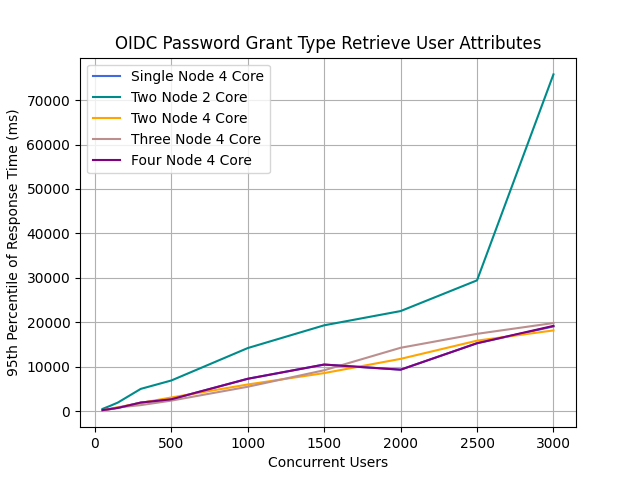 OIDC Password Grant Type Retrieve User Attributes
Single Node 4 Core
Two Node 2 Core
Two Node 4 Core
Three Node 4 Core
Four Node 4 Core
95th Percentile of Response Time (ms)
70000
60000
50000
40000
30000
20000
10000
0
0 500 1000 1500 2000 2500 3000
Concurrent Users